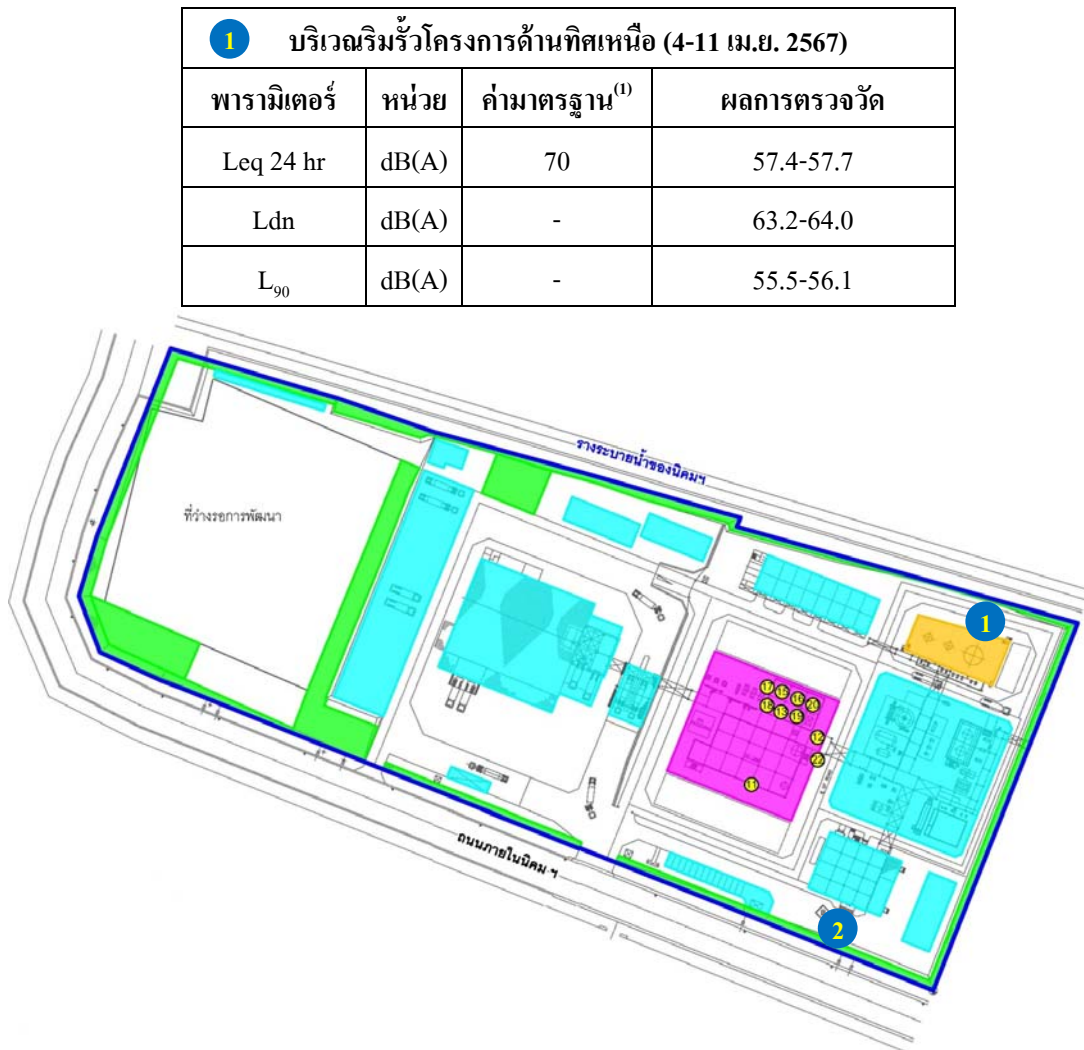 1 บริเวณริมรั้วโครงการด้านทิศเหนือ (4-11 เม.ย. 2567)
พารามิเตอร์ หน่วย ค่ามาตรฐาน(1) ผลการตรวจวัด
Leq 24 hr dB(A) 70 57.4-57.7
Ldn dB(A) - 63.2-64.0
L90 dB(A) - 55.5-56.1
รางระบายน้ำของนิคมฯ
ที่ว่างรอการพัฒนา
1
12
22
11
ถนนภายในนิคม ฯ
2